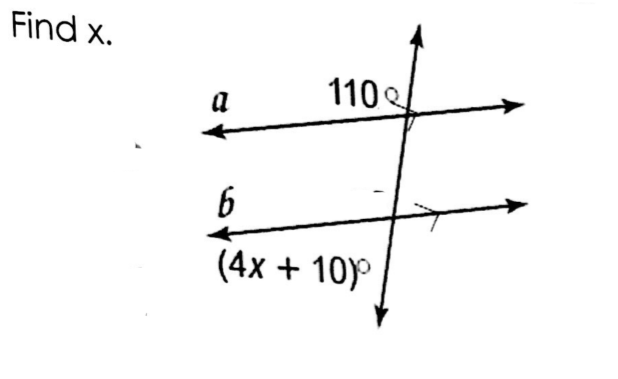 Find x.
a
110°
b
(4x + 10)°